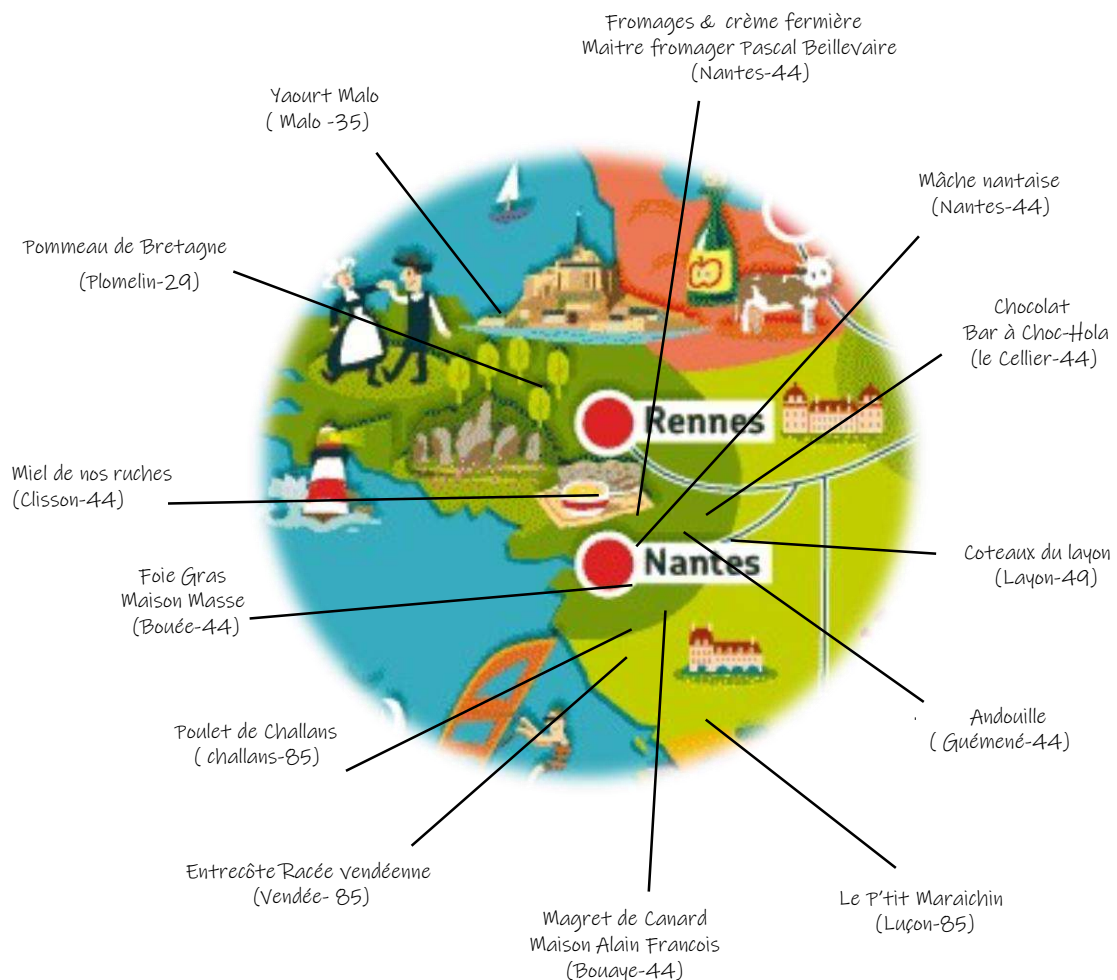 Fromages & crème fermière
Maitre fromager Pascal Beillevaire
(Nantes-44)
Yaourt Malo
( Malo -35)
Mâche nantaise
(Nantes-44)
Pommeau de Bretagne
(Plomelin-29)
Chocolat
Bar à Choc-Hola
(le Cellier-44)
Rennes
Miel de nos ruches
(Clisson-44)
Nantes
Coteaux du layon
(Layon-49)
Foie Gras
Maison Masse
(Bouée-44)
Poulet de Challans
( challans-85)
Andouille
( Guémené-44)
Entrecôte Racée vendéenne
(Vendée- 85)
Le P'tit Maraichin
(Luçon-85)
Magret de Canard
Maison Alain Francois
(Bouaye-44)